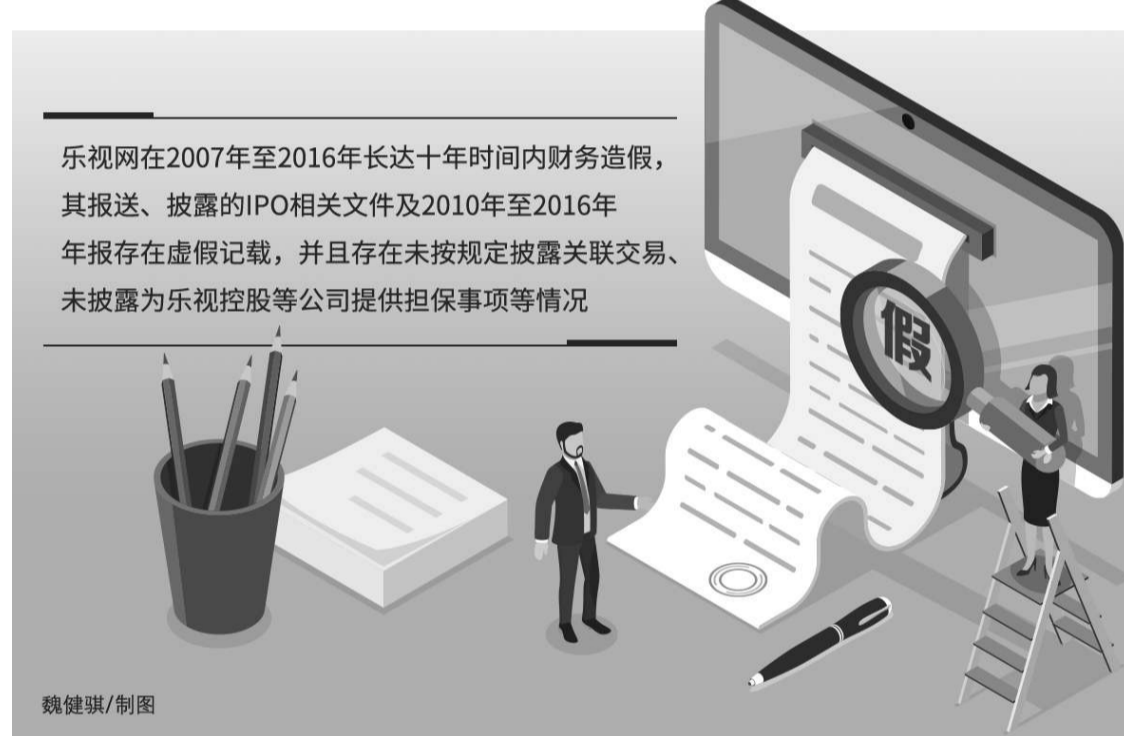 乐视网在2007年至2016年长达十年时间内财务造假，
其报送、披露的IPO相关文件及2010年至2016年
年报存在虚假记载，并且存在未按规定披露关联交易、
未披露为乐视控股等公司提供担保事项等情况
假
魏健骐/制图